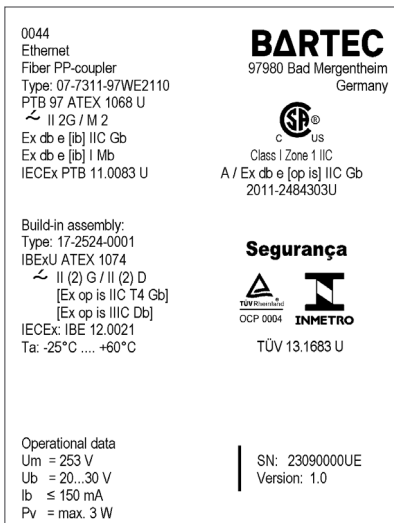 0044
Ethernet
Fiber PP-coupler
Type: 07-7311-97WE2110
PTB 97 ATEX 1068 U
II 2G / M 2
Ex db e [ib] IIC Gb
Ex db e [ib] I Mb
IECEx PTB 11.0083 U
BARTEC
97980 Bad Mergentheim
Germany
SA ®
C US
Class I Zone 1 IIC
A / Ex db e [op is] IIC Gb
2011-2484303U
Build-in assembly:
Type: 17-2524-0001
IBExU ATEX 1074
II (2) G / II (2) D
[Ex op is IIC T4 Gb]
[Ex op is IIIC Db]
IECEx: IBE 12.0021
Ta: -25°C .... +60°C
Segurança
TÜVRheinland
OCP 0004
INMETRO
TÜV 13.1683 U
Operational data
Um = 253 V
Ub = 20...30 V
Ib ≤ 150 mA
Pv = max. 3 W
SN: 23090000UE
Version: 1.0